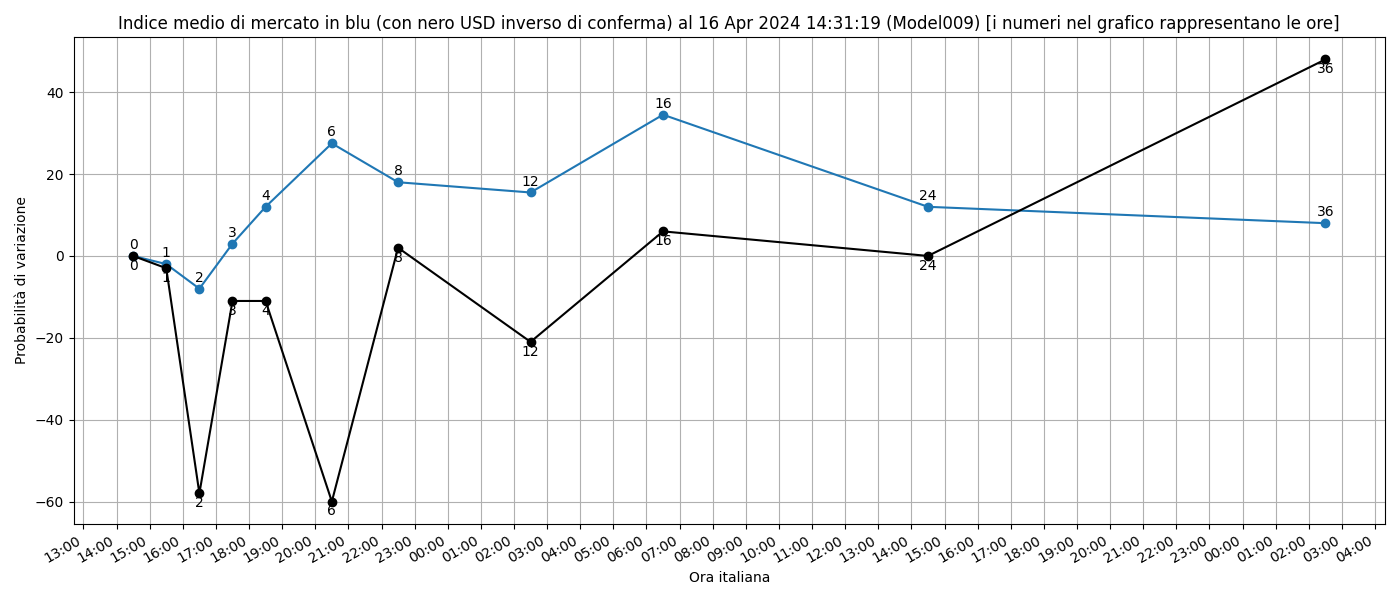 Indice medio di mercato in blu (con nero USD inverso di conferma) al 16 Apr 2024 14:31:19 (Model009) [i numeri nel grafico rappresentano le ore]
Probabilità di variazione
40
20
0
−20
−40
−60
0 1 2 3 4 6 8 12 16 24 36
0 1 2 3 4 6 8 12 16 24 36
13:00 14:00 15:00 16:00 17:00 18:00 19:00 20:00 21:00 22:00 23:00 00:00 01:00 02:00 03:00 04:00 05:00 06:00 07:00 08:00 09:00 10:00 11:00 12:00 13:00 14:00 15:00 16:00 17:00 18:00 19:00 20:00 21:00 22:00 23:00 00:00 01:00 02:00 03:00 04:00
Ora italiana